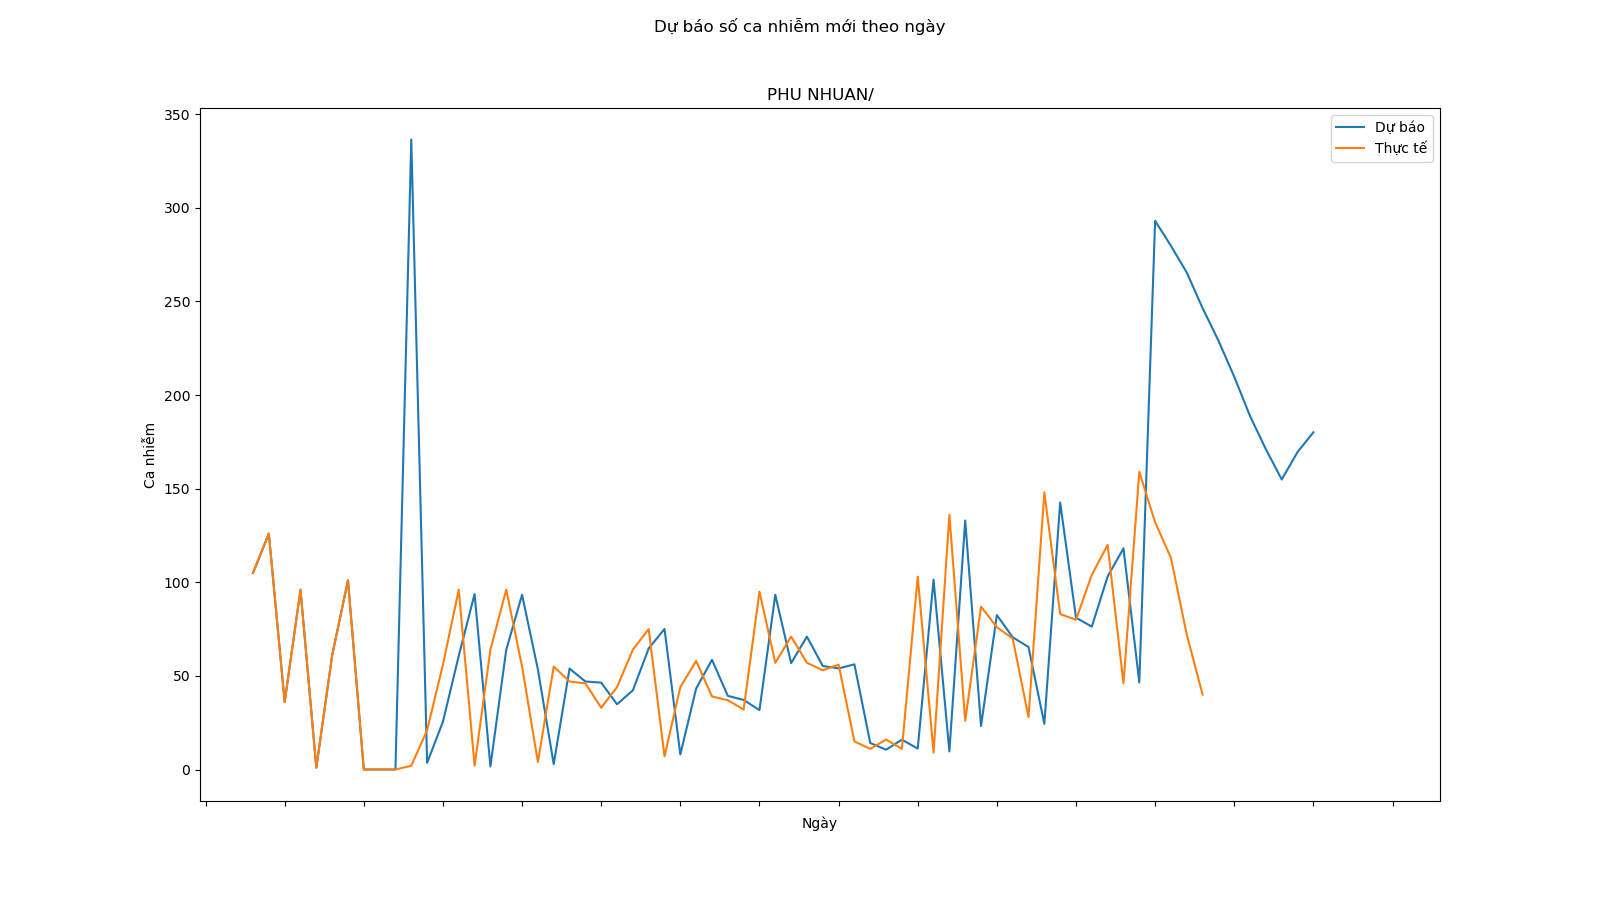 Dự báo số ca nhiễm mới theo ngày
PHU NHUAN/
Dự báo
Thực tế
350
300
250
200
150
100
50
0
Ca nhiễm
Ngày